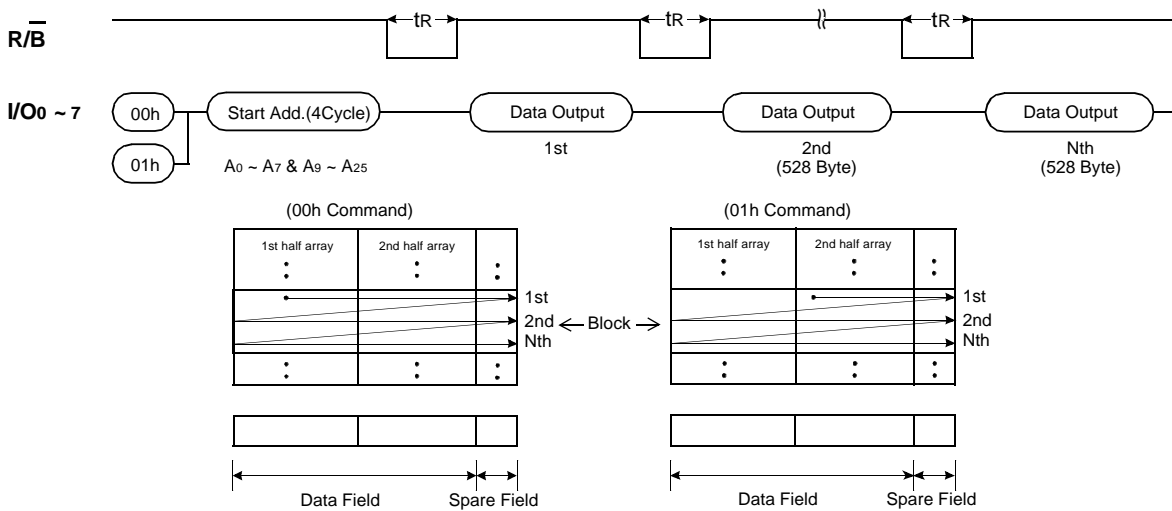 R/B tR tR tR
I/O0 ~ 7 00h Start Add.(4Cycle) Data Output Data Output Data Output
01h A0 ~ A7 & A9 ~ A25 1st 2nd Nth
(528 Byte) (528 Byte)
(00h Command) (01h Command)
1st half array 2nd half array 1st half array 2nd half array
1st 1st
2nd Block 2nd
Nth Nth
Data Field Spare Field Data Field Spare Field